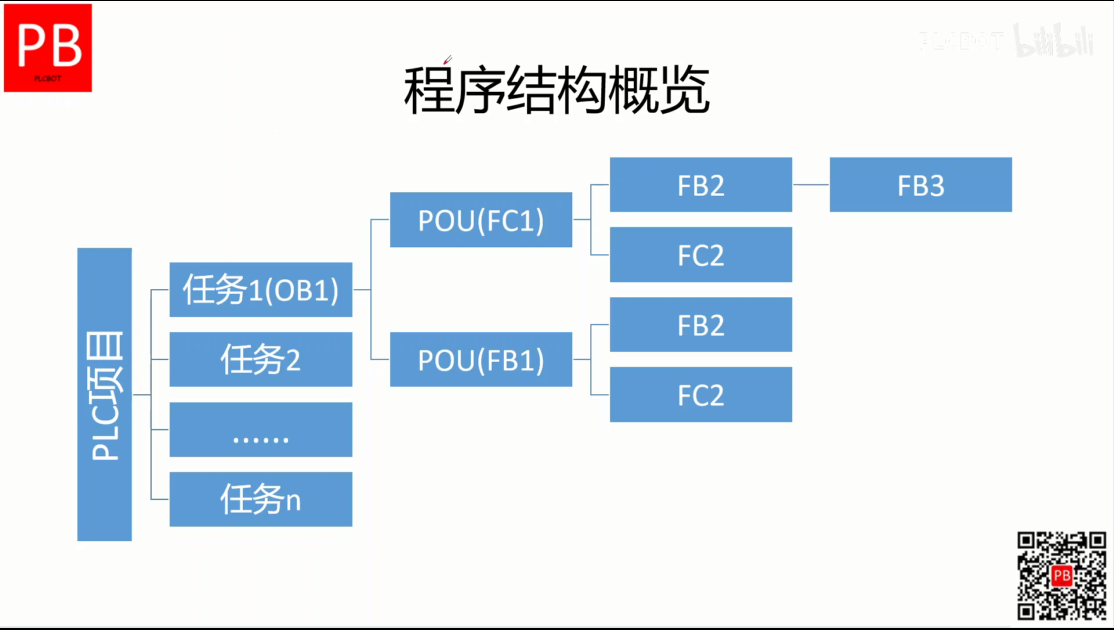 PB
PLCBOT
PLCBOT bilibili
程序结构概览
PLC项目
任务1(OB1)
任务2
......
任务n
POU(FC1)
POU(FB1)
FB2
FC2
FB2
FC2
FB3
PB